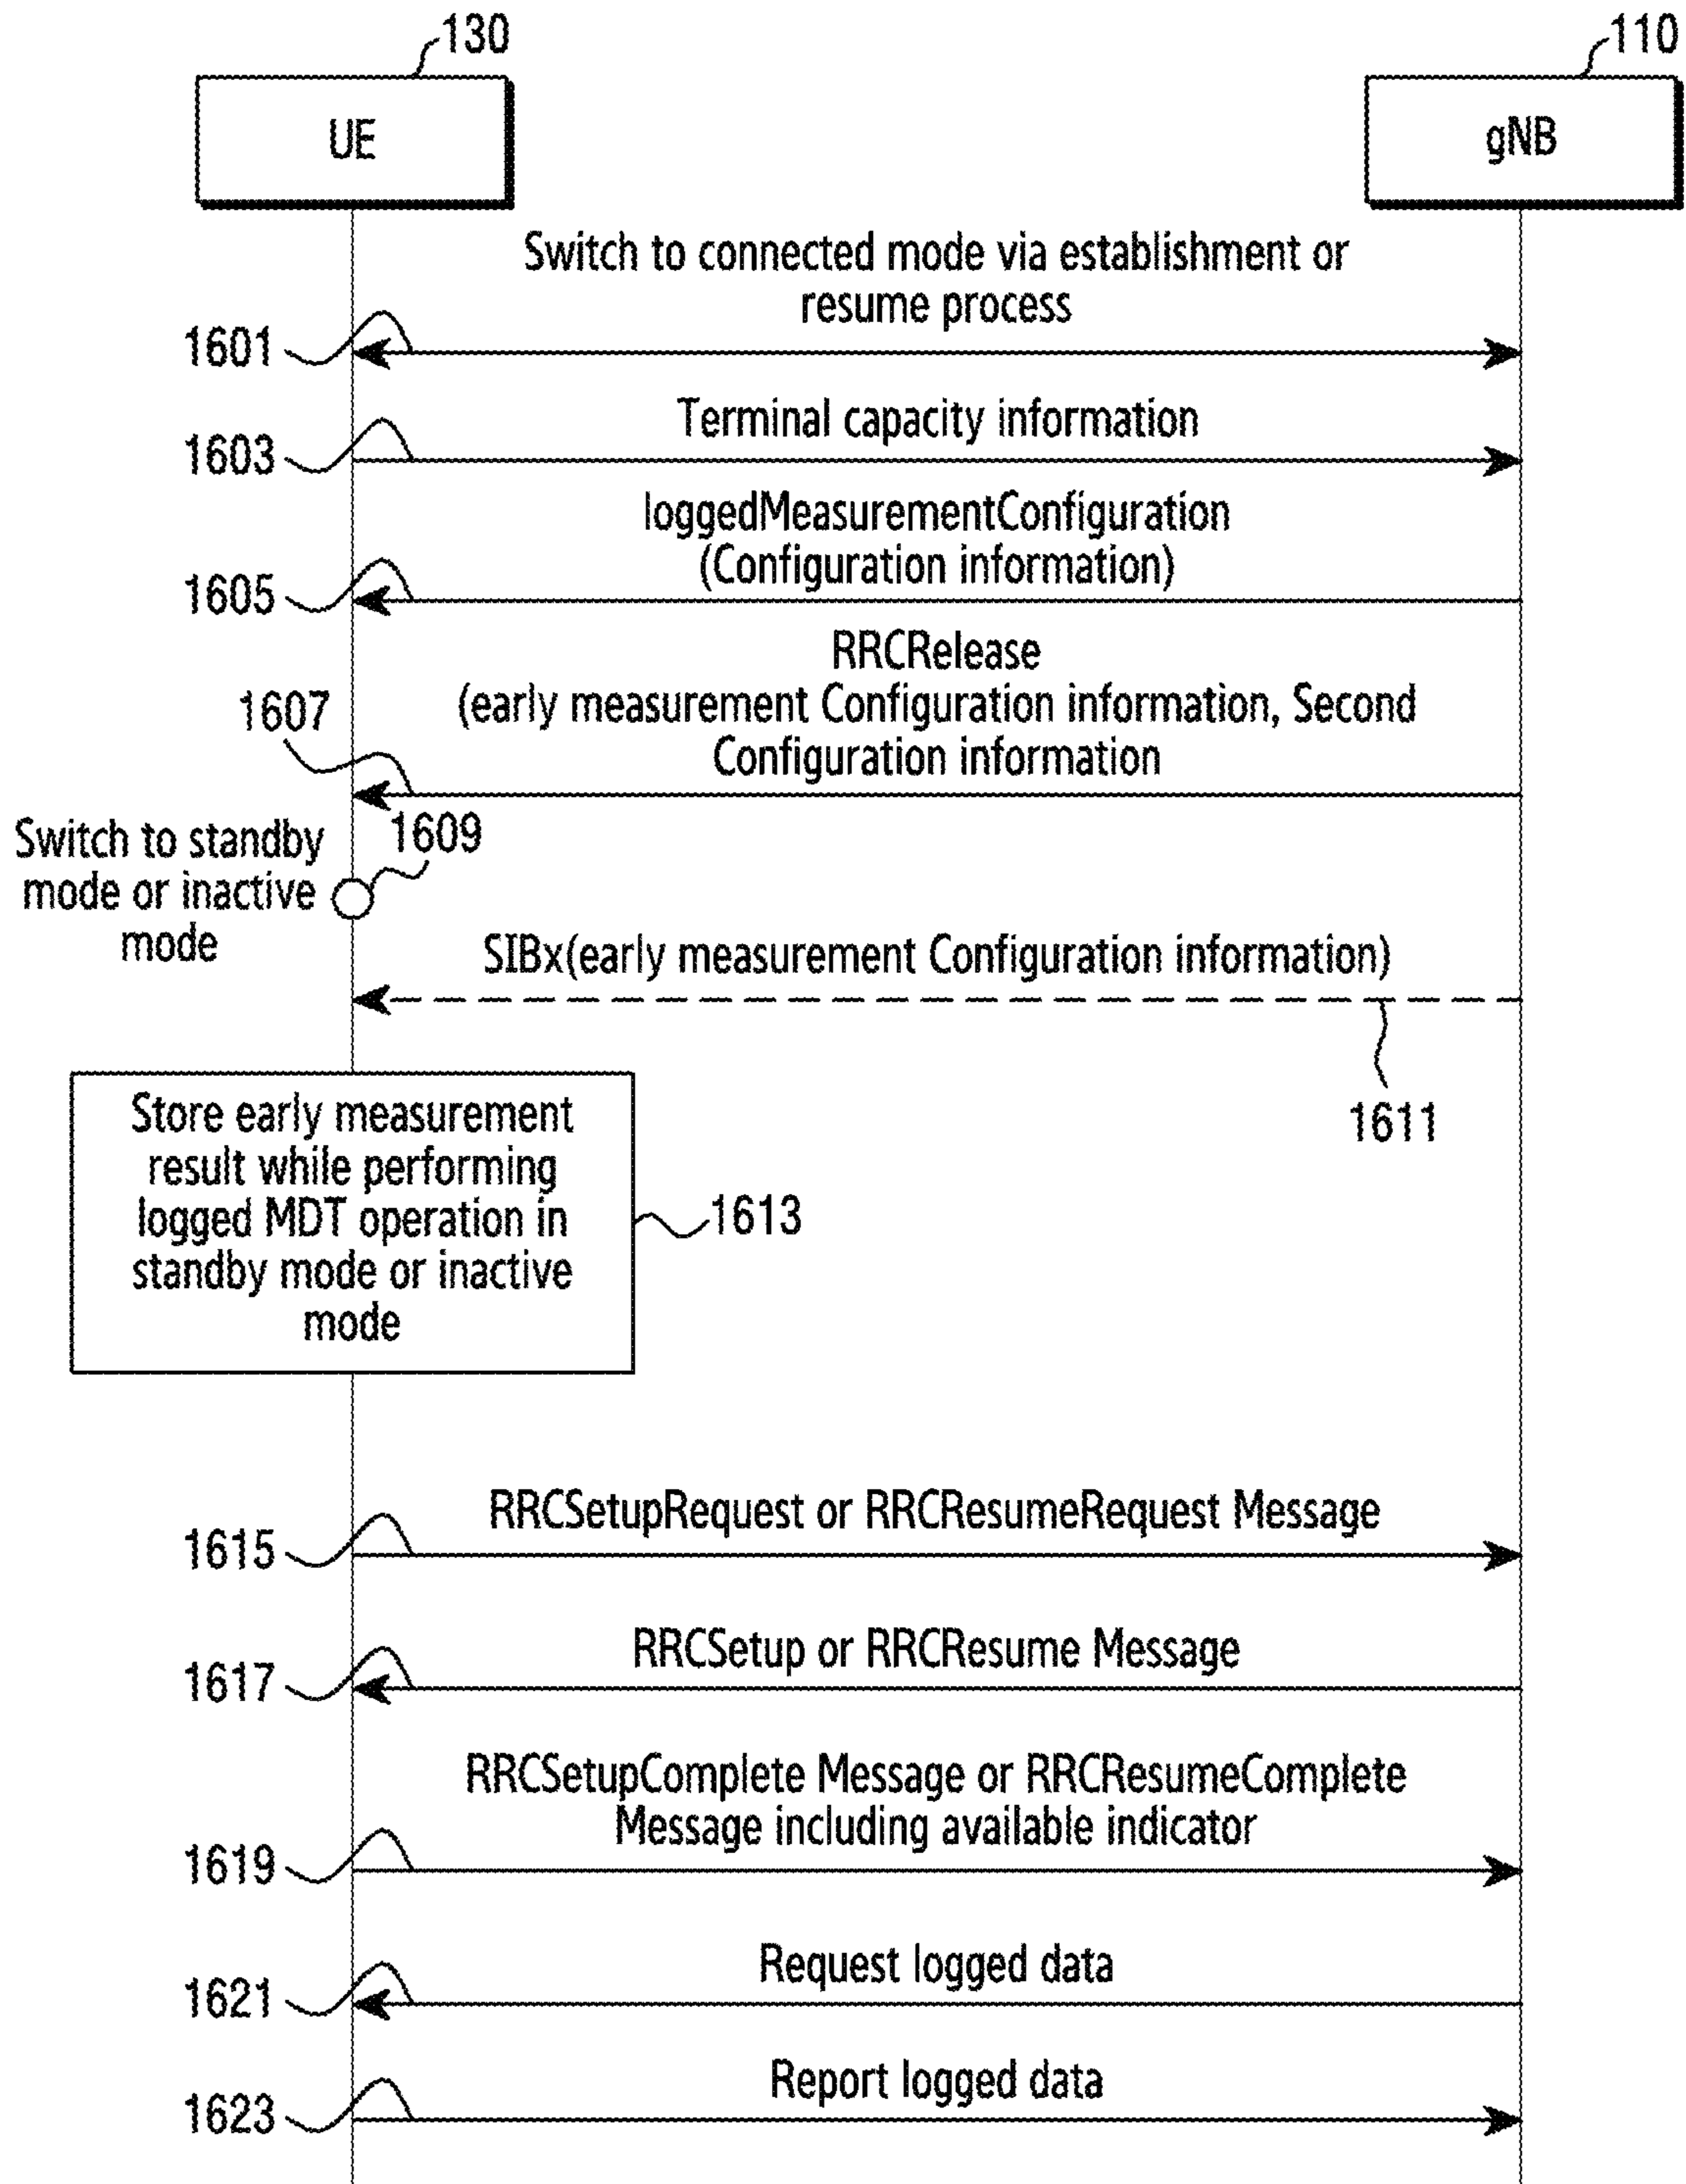 130
110
UE
gNB
Switch to connected mode via establishment or
resume process
1601
Terminal capacity information
1603
loggedMeasurementConfiguration
(Configuration information)
1605
RRCRelease
(early measurement Configuration information, Second
Configuration information
1607
1609
Switch to standby
mode or inactive
mode
SIBx(early measurement Configuration information)
1611
Store early measurement
result while performing
logged MDT operation in
standby mode or inactive
mode
1613
RRCSetupRequest or RRCResumeRequest Message
1615
RRCSetup or RRCResume Message
1617
RRCSetupComplete Message or RRCResumeComplete
Message including available indicator
1619
Request logged data
1621
Report logged data
1623